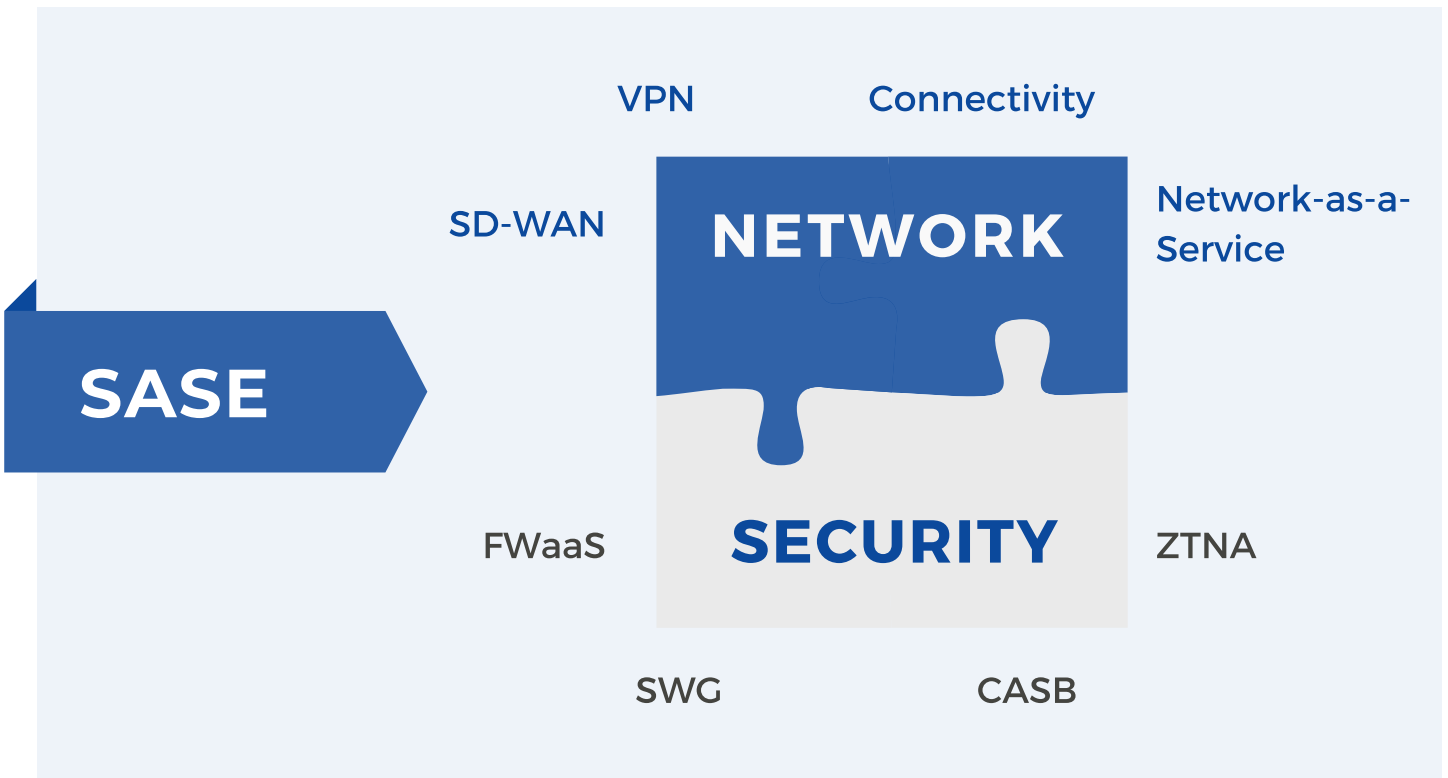 VPN
Connectivity
SD-WAN
NETWORK
Network-as-a-
Service
SASE
FWaaS
SECURITY
ZTNA
SWG
CASB